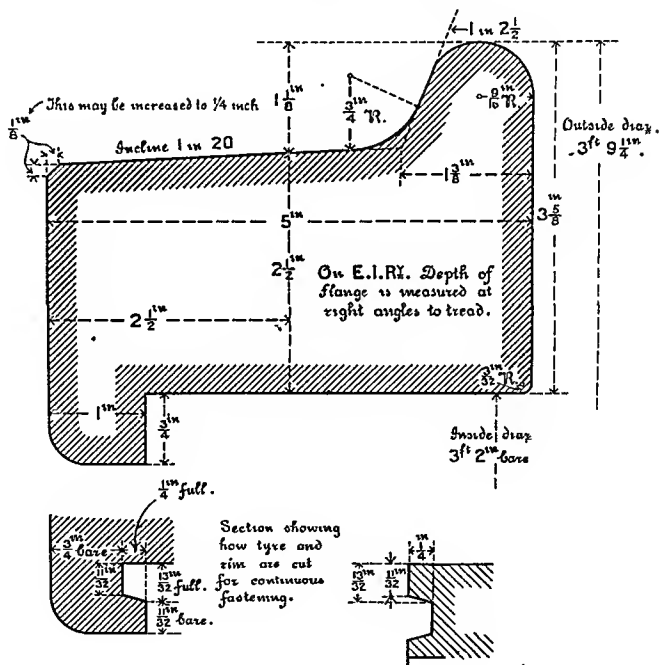 1 in 2 1/2
1/8 in
This may be increased to 1/4 inch
1 1/8 in
3/4 in R.
9/16 in R.
Incline 1 in 20
Outside diar.
3 ft 9 1/4 in.
1 3/8 in
5 in
3 5/8 in
2 1/2 in
On E.I.RY. Depth of
flange is measured at
right angles to tread.
2 1/2 in
3/32 in R.
1 in
3/4 in
Inside diar
3 ft 2 in bare
1/4 in full.
Section showing
how tyre and
rim are cut
for continuous
fastening.
3/4 in bare
11/32 in
13/32 in full.
11/32 in bare.
1/4 in
13/32 in
11/32 in